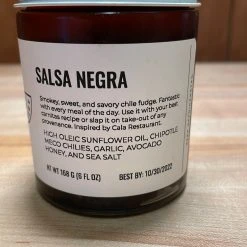 SALSA NEGRA
Smokey, sweet, and savory chile fudge. Fantastic
with every meal of the day. Use it with your best
carnitas recipe or slap it on take-out of any
provenance. Inspired by Cala Restaurant.
HIGH OLEIC SUNFLOWER OIL, CHIPOTLE
MECO CHILIES, GARLIC, AVOCADO
HONEY, AND SEA SALT
WT 168 G (6 FL OZ)
BEST BY: 10/30/2022